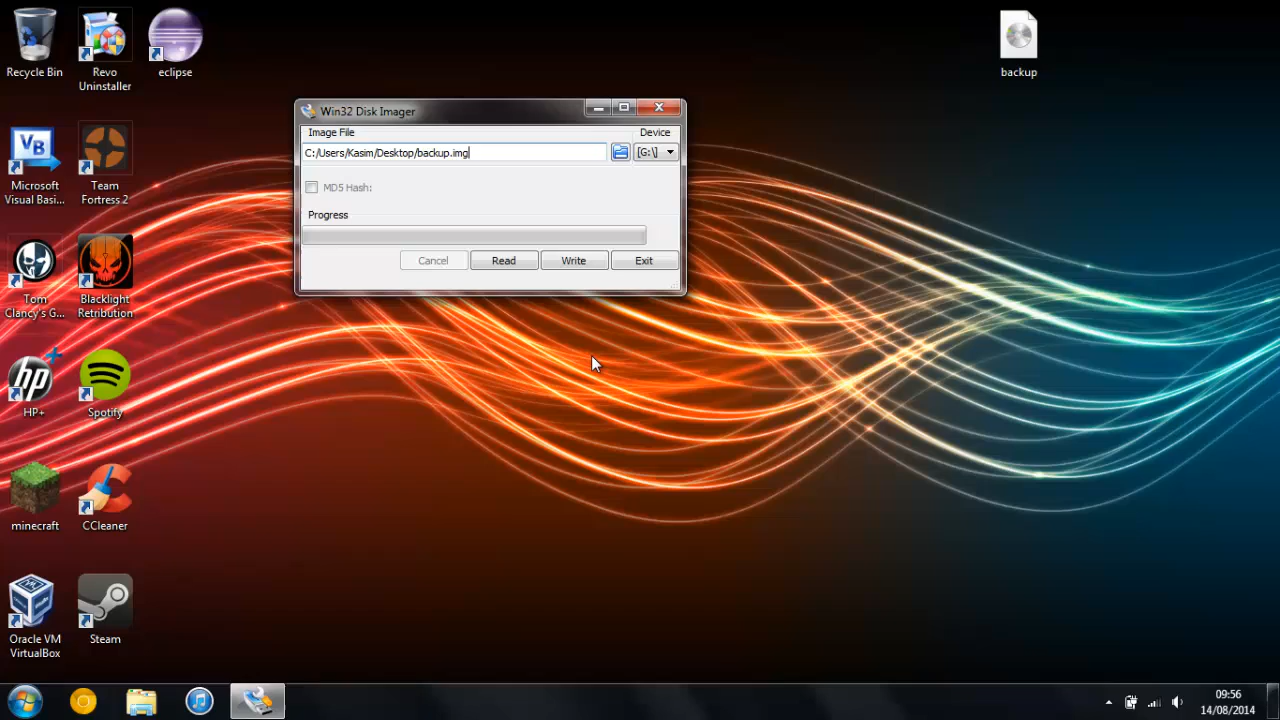 Recycle Bin
Revo
Uninstaller
eclipse
backup
Microsoft
Visual Basi...
Team
Fortress 2
Tom
Clancy's G...
Blacklight
Retribution
HP+
Spotify
minecraft
CCleaner
Oracle VM
VirtualBox
Steam
Win32 Disk Imager
Image File
Device
C:/Users/Kasim/Desktop/backup.img
[G:\]
MD5 Hash:
Progress
Cancel
Read
Write
Exit
VB
hp
09:56
14/08/2014